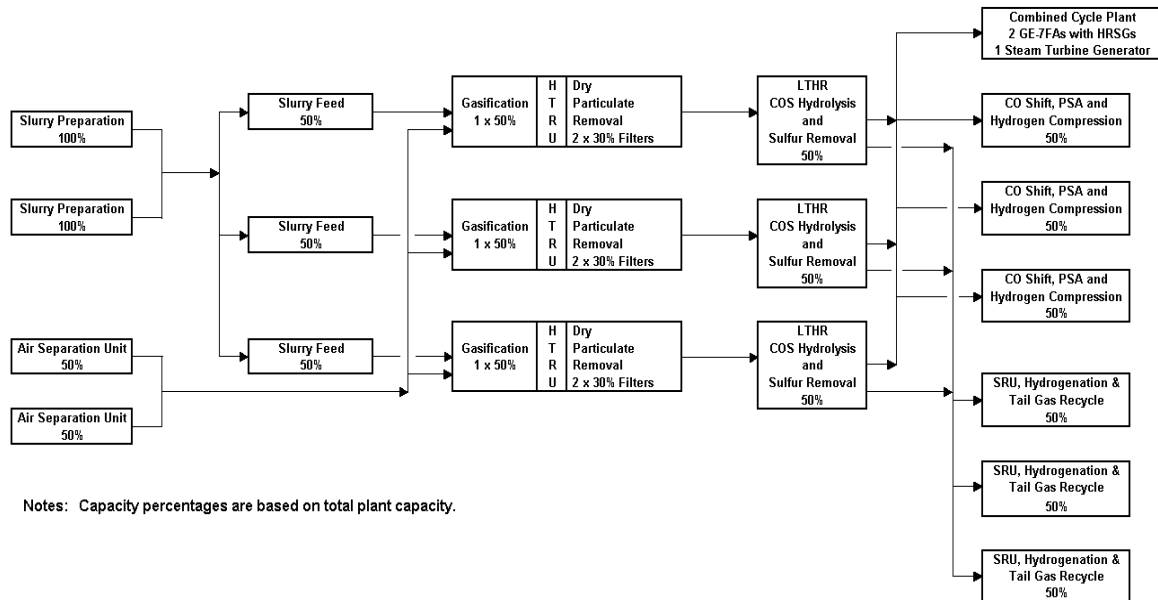 Combined Cycle Plant
2 GE-7FAs with HRSGs
1 Steam Turbine Generator
Slurry Preparation
100%
Slurry Preparation
100%
Air Separation Unit
50%
Air Separation Unit
50%
Slurry Feed
50%
Slurry Feed
50%
Slurry Feed
50%
Gasification
1 x 50%
H
T
R
U
Dry
Particulate
Removal
2 x 30% Filters
Gasification
1 x 50%
H
T
R
U
Dry
Particulate
Removal
2 x 30% Filters
Gasification
1 x 50%
H
T
R
U
Dry
Particulate
Removal
2 x 30% Filters
LTHR
COS Hydrolysis
and
Sulfur Removal
50%
LTHR
COS Hydrolysis
and
Sulfur Removal
50%
LTHR
COS Hydrolysis
and
Sulfur Removal
50%
CO Shift, PSA and
Hydrogen Compression
50%
CO Shift, PSA and
Hydrogen Compression
50%
CO Shift, PSA and
Hydrogen Compression
50%
SRU, Hydrogenation &
Tail Gas Recycle
50%
SRU, Hydrogenation &
Tail Gas Recycle
50%
SRU, Hydrogenation &
Tail Gas Recycle
50%
Notes: Capacity percentages are based on total plant capacity.